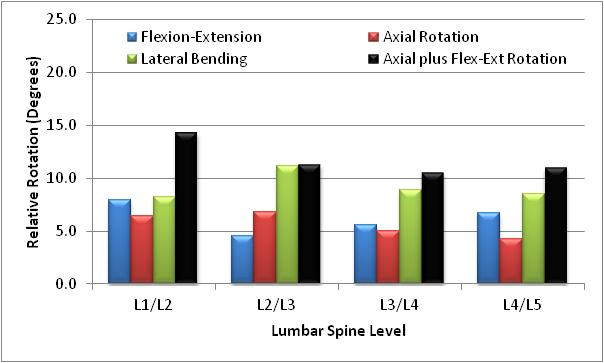 25.0
20.0
15.0
10.0
5.0
0.0
Relative Rotation (Degrees)
Flexion-Extension
Axial Rotation
Lateral Bending
Axial plus Flex-Ext Rotation
L1/L2
L2/L3
L3/L4
L4/L5
Lumbar Spine Level